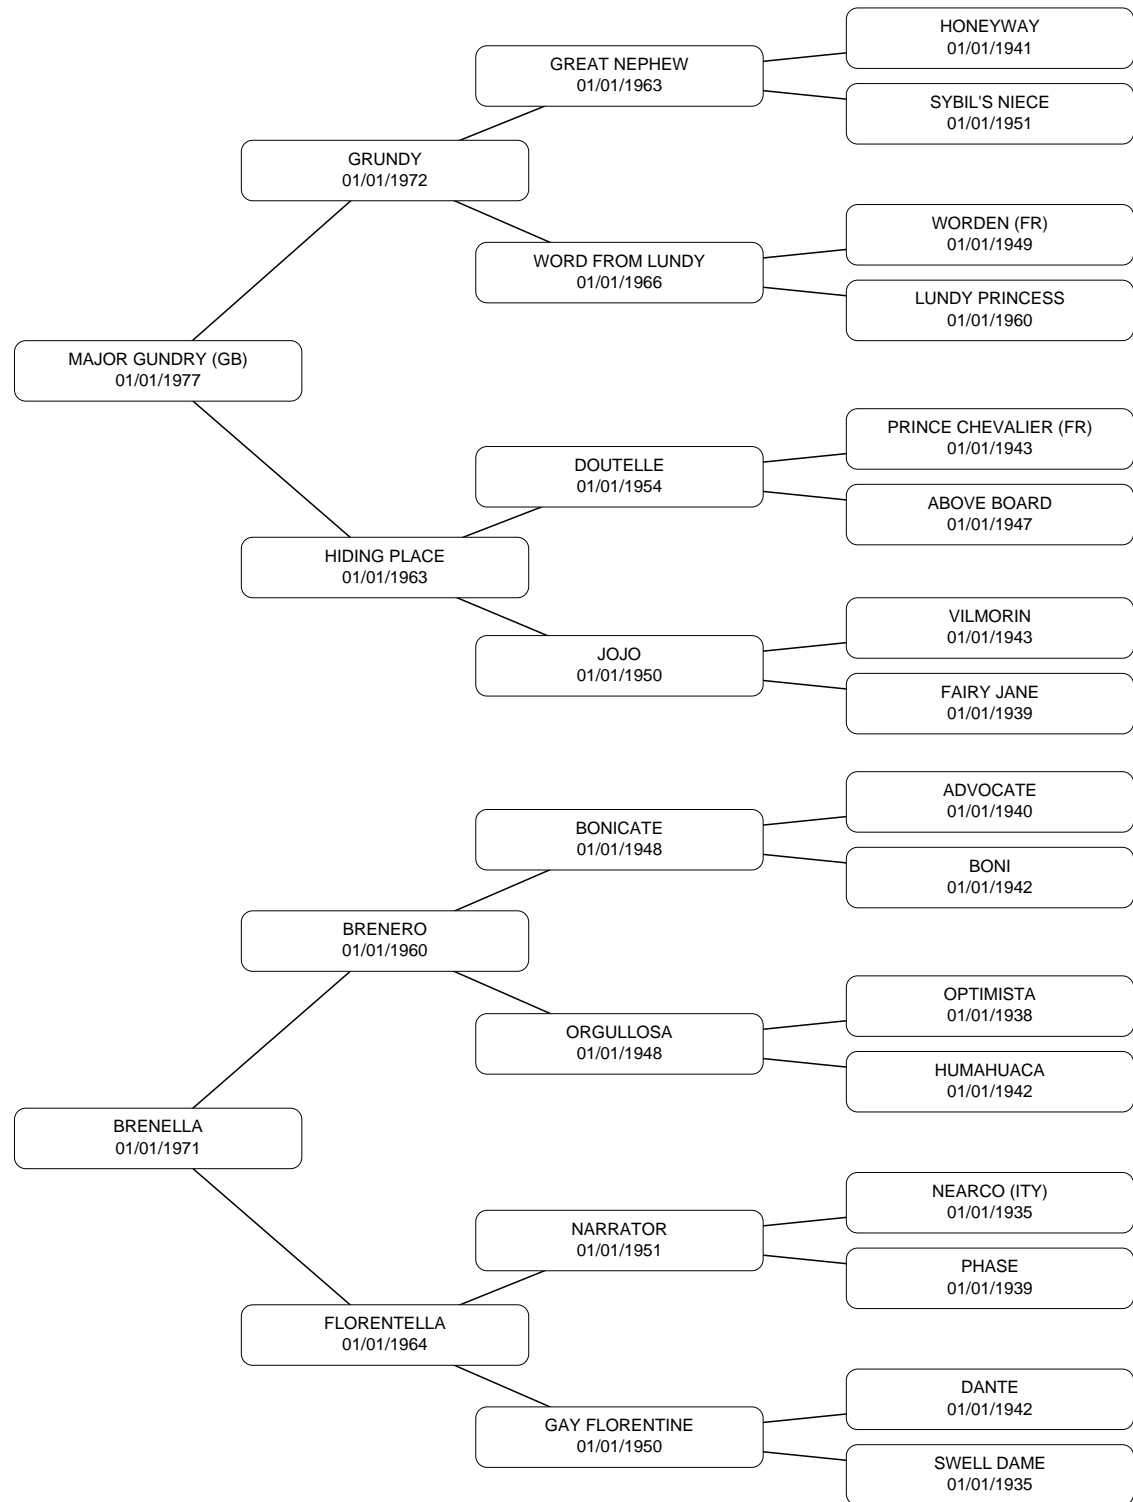 HONEYWAY
01/01/1941
GREAT NEPHEW
01/01/1963
SYBIL'S NIECE
01/01/1951
GRUNDY
01/01/1972
WORDEN (FR)
01/01/1949
WORD FROM LUNDY
01/01/1966
LUNDY PRINCESS
01/01/1960
MAJOR GUNDRY (GB)
01/01/1977
PRINCE CHEVALIER (FR)
01/01/1943
DOUTELLE
01/01/1954
ABOVE BOARD
01/01/1947
HIDING PLACE
01/01/1963
VILMORIN
01/01/1943
JOJO
01/01/1950
FAIRY JANE
01/01/1939
ADVOCATE
01/01/1940
BONICATE
01/01/1948
BONI
01/01/1942
BRENERO
01/01/1960
OPTIMISTA
01/01/1938
ORGULLOSA
01/01/1948
HUMAHUACA
01/01/1942
BRENELLA
01/01/1971
NEARCO (ITY)
01/01/1935
NARRATOR
01/01/1951
PHASE
01/01/1939
FLORENTELLA
01/01/1964
DANTE
01/01/1942
GAY FLORENTINE
01/01/1950
SWELL DAME
01/01/1935